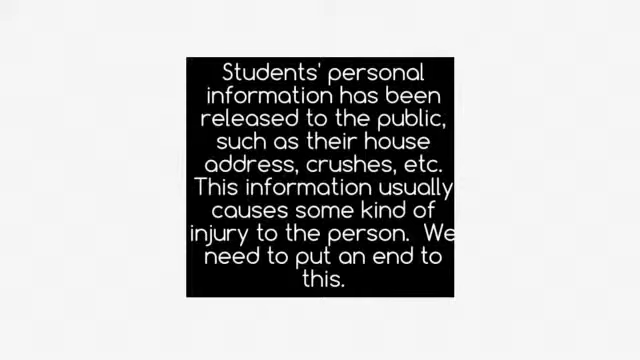 Students' personal
information has been
released to the public,
such as their house
address, crushes, etc.
This information usually
causes some kind of
injury to the person.  We
need to put an end to
this.